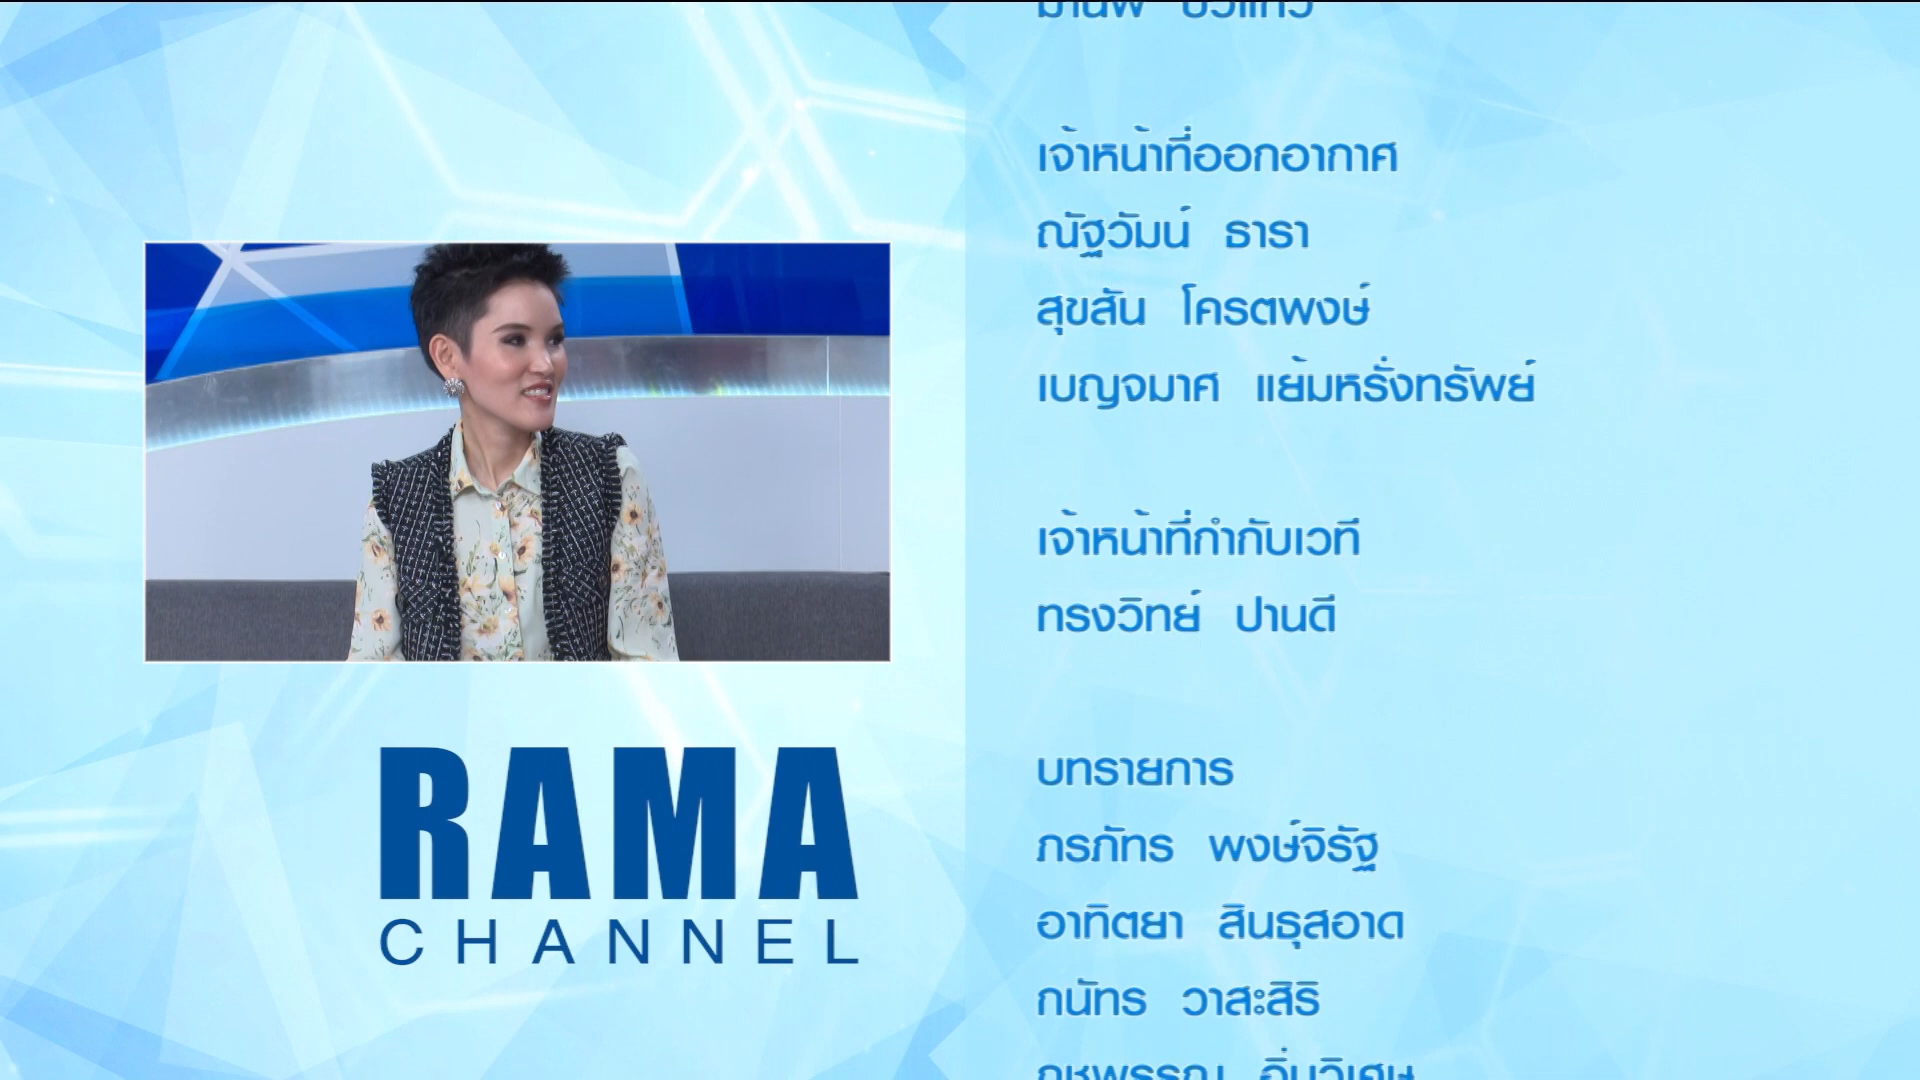 เจ้าหน้าที่ออกอากาศ
ณัฐวัฒน์ ธารา
สุขสัน โครตพงษ์
เบญจมาศ แย้มหรั่งทรัพย์
เจ้าหน้าที่กำกับเวที
ทรงวิทย์ ปานดี
บทรายการ
ภรภัทร พงษ์จิรัฐ
อาทิตยา สินธุสอาด
กนัทร วาสะสิริ
RAMA
CHANNEL